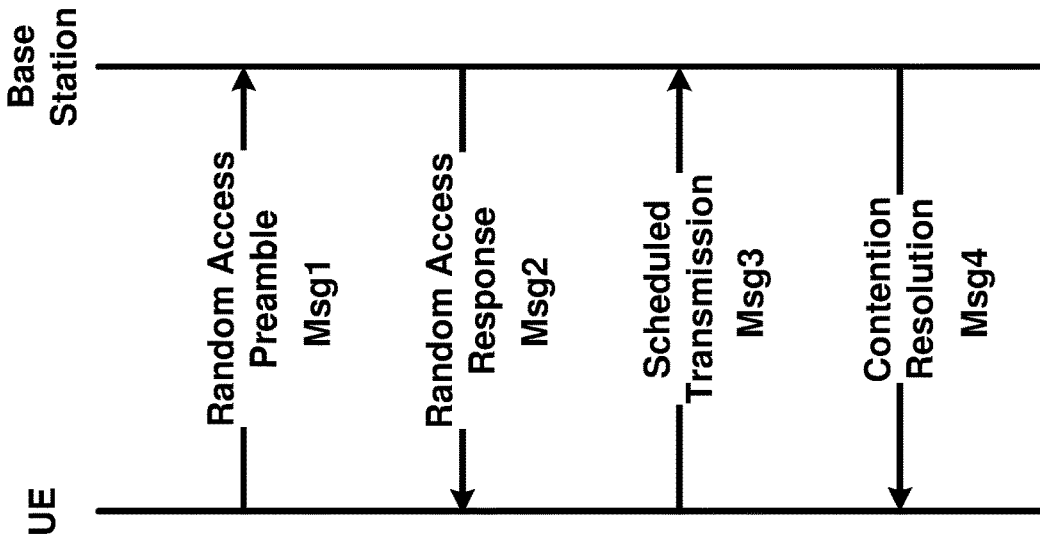 UE
Base
Station
Random Access
Preamble
Msg1
Random Access
Response
Msg2
Scheduled
Transmission
Msg3
Contention
Resolution
Msg4